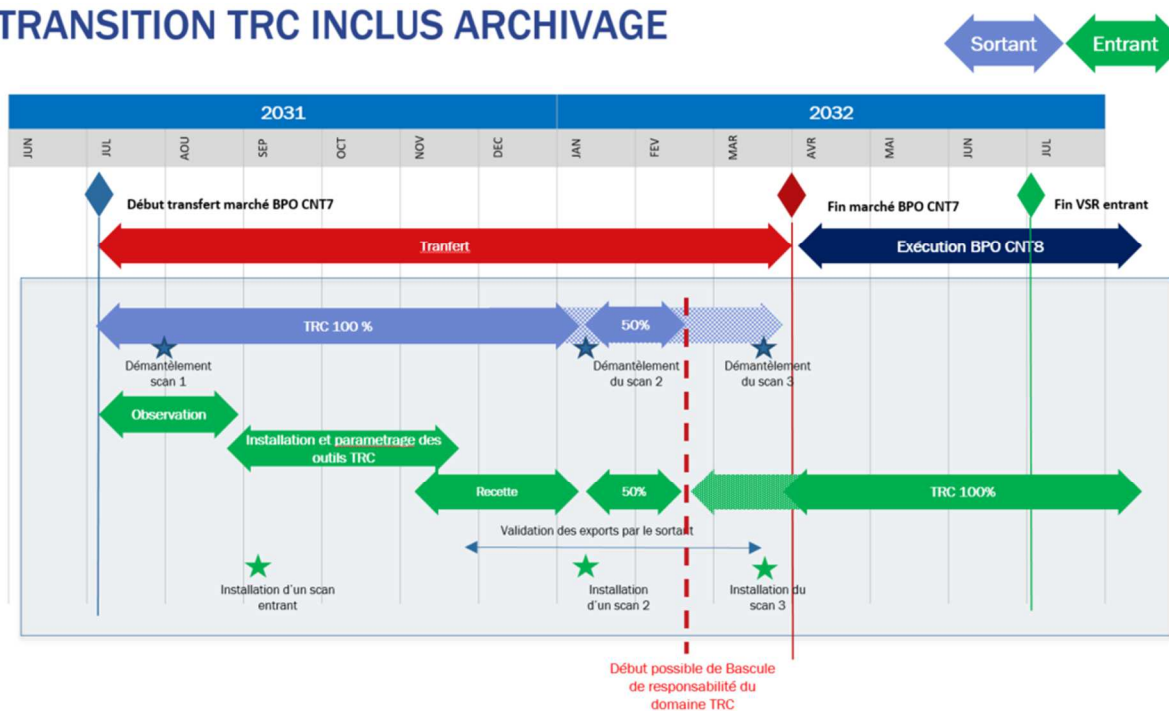 TRANSITION TRC INCLUS ARCHIVAGE
Sortant
Entrant
2031
2032
JUN
JUL
AOU
SEP
OCT
NOV
DEC
JAN
FEV
MAR
AVR
MAI
JUN
JUL
Début transfert marché BPO CNT7
Fin marché BPO CNT7
Fin VSR entrant
Tranfert
Exécution BPO CNT8
TRC 100 %
50%
Démantèlement
scan 1
Démantèlement
du scan 2
Démantèlement
du scan 3
Observation
Installation et parametrage des
outils TRC
Recette
50%
TRC 100%
Validation des exports par le sortant
Installation d'un scan
entrant
Installation
d'un scan 2
Installation du
scan 3
Début possible de Bascule
de responsabilité du
domaine TRC